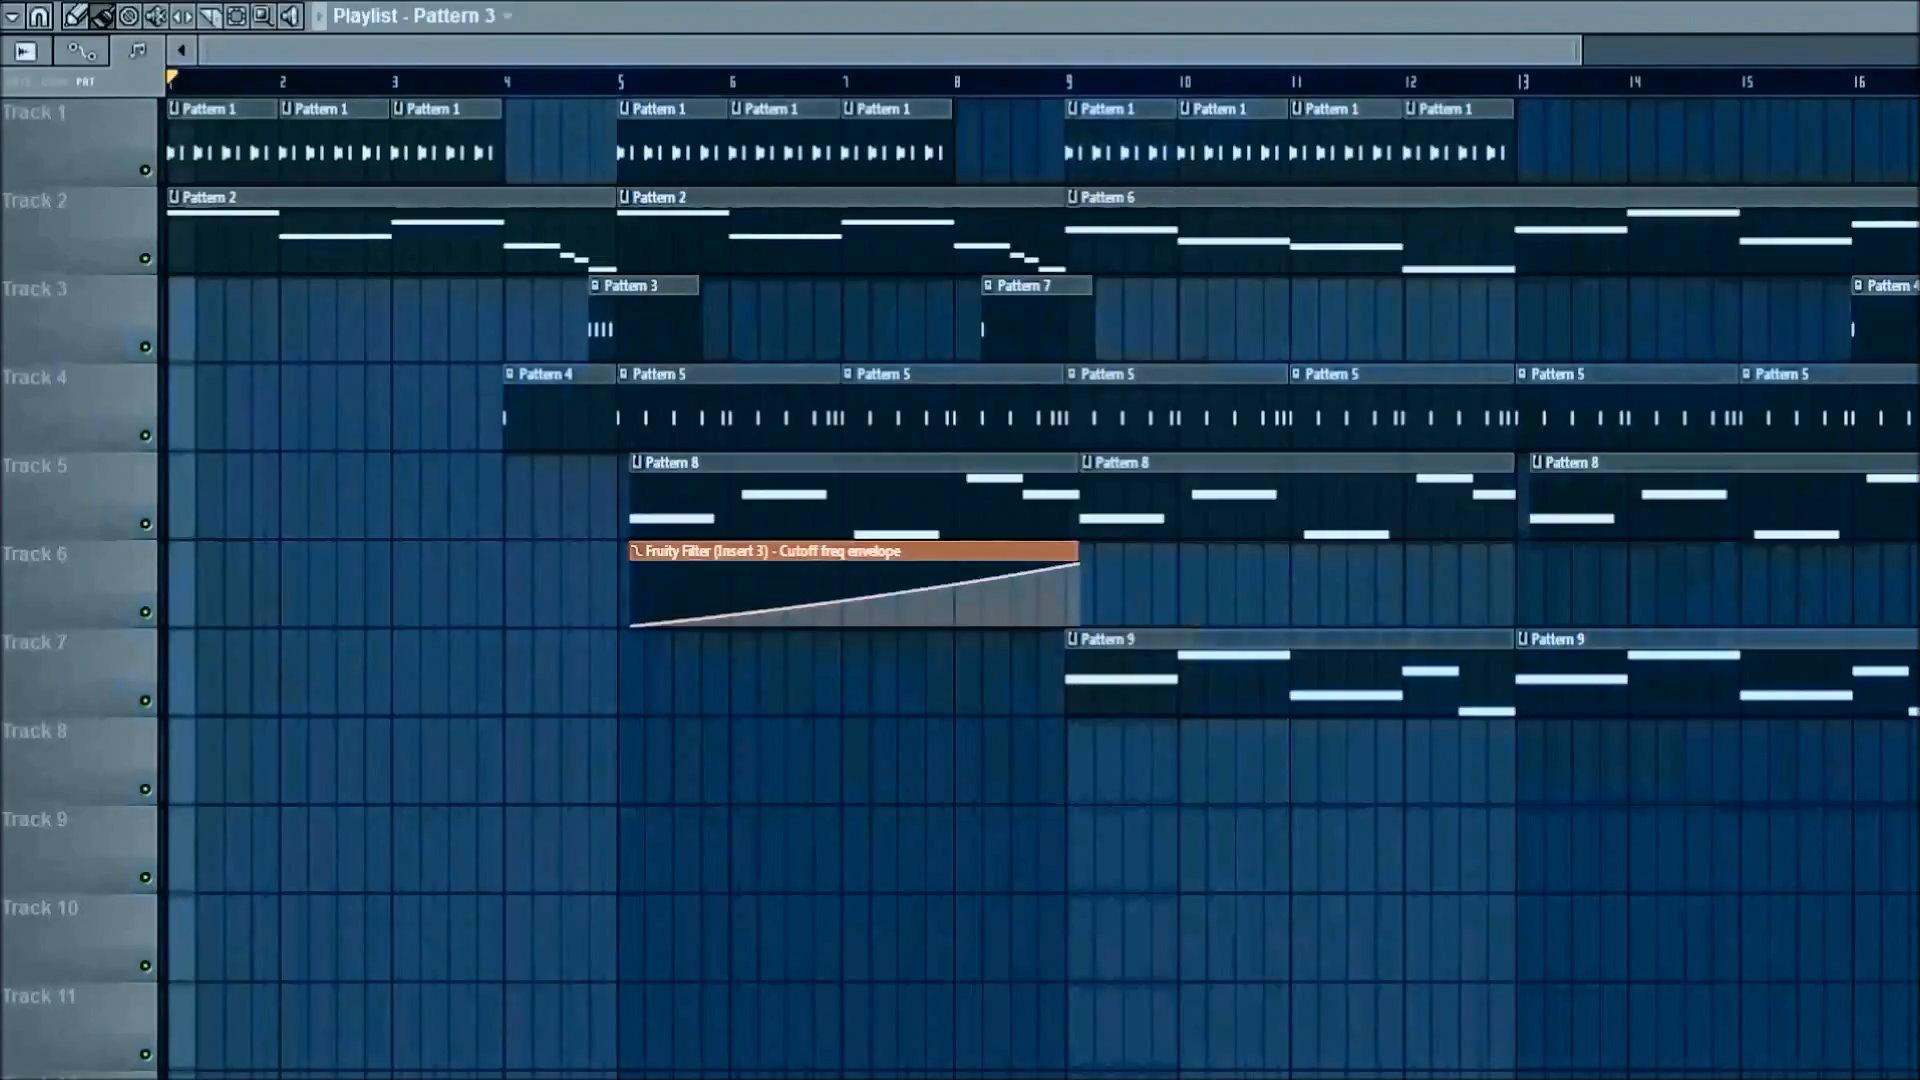 Playlist - Pattern 3
PAT
2 3 4 5 6 7 8 9 10 11 12 13 14 15 16
Track 1
Pattern 1 Pattern 1 Pattern 1 Pattern 1 Pattern 1 Pattern 1 Pattern 1 Pattern 1 Pattern 1 Pattern 1
Track 2
Pattern 2 Pattern 2 Pattern 6
Track 3
Pattern 3 Pattern 7 Pattern 4
Track 4
Pattern 4 Pattern 5 Pattern 5 Pattern 5 Pattern 5 Pattern 5 Pattern 5
Track 5
Pattern 8 Pattern 8 Pattern 8
Track 6
Fruity Filter (Insert 3) - Cutoff freq envelope
Track 7
Pattern 9 Pattern 9
Track 8
Track 9
Track 10
Track 11